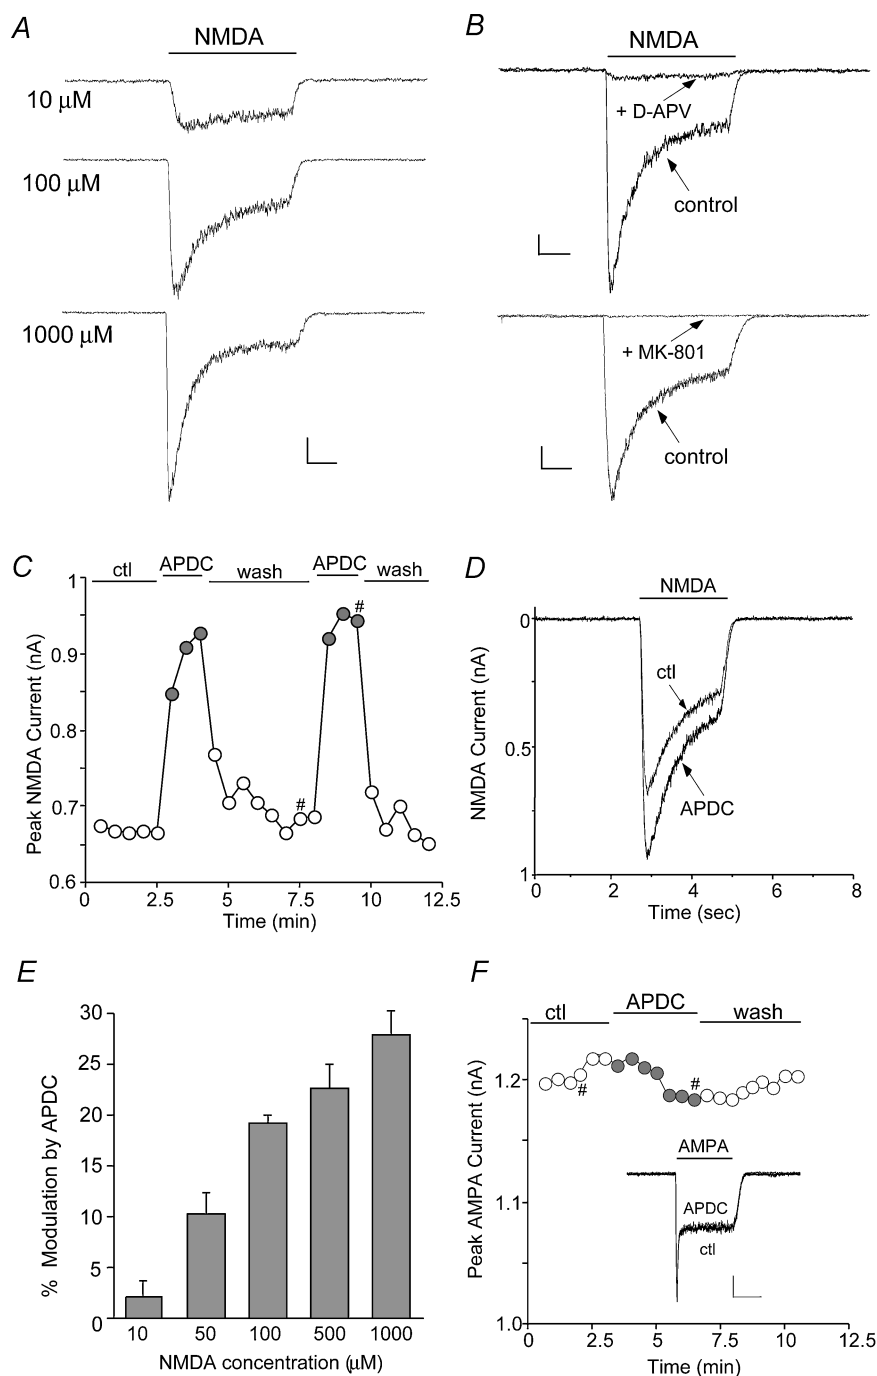 A
NMDA
10 μM
100 μM
1000 μM
B
NMDA
+ D-APV
control
+ MK-801
control
C
ctl
APDC
wash
APDC
wash
Peak NMDA Current (nA)
1
0.9
0.8
0.7
0.6
#
#
0
2.5
5
7.5
10
12.5
Time (min)
D
NMDA
NMDA Current (nA)
0
0.5
1
ctl
APDC
0
2
4
6
8
Time (sec)
E
% Modulation by APDC
30
25
20
15
10
5
0
10
50
100
500
1000
NMDA concentration (μM)
F
ctl
APDC
wash
Peak AMPA Current (nA)
1.2
1.1
1.0
#
#
AMPA
APDC
ctl
0
2.5
5
7.5
10
12.5
Time (min)